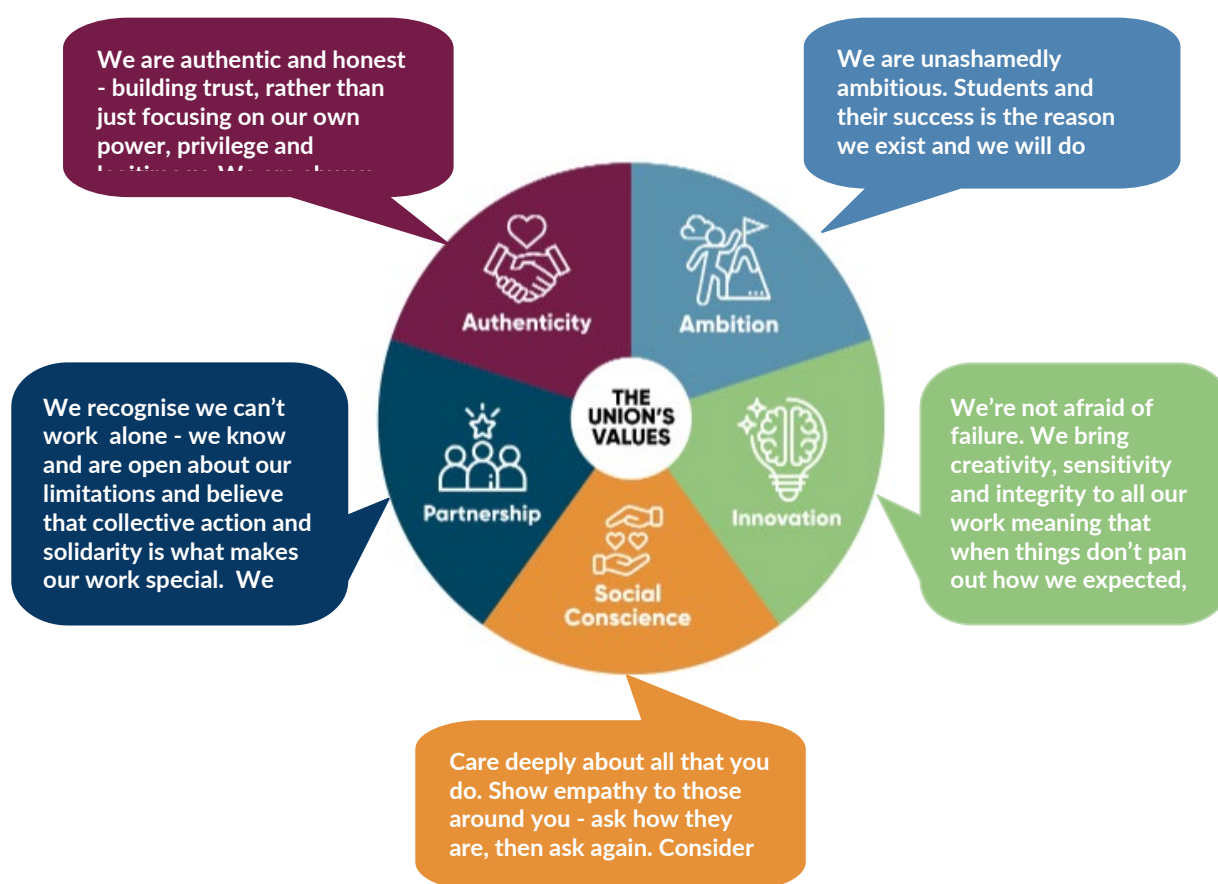 We are authentic and honest
- building trust, rather than
just focusing on our own
power, privilege and
We are unashamedly
ambitious. Students and
their success is the reason
we exist and we will do
Authenticity
Ambition
THE
UNION'S
VALUES
We recognise we can't
work  alone - we know
and are open about our
limitations and believe
that collective action and
solidarity is what makes
our work special.  We
We're not afraid of
failure. We bring
creativity, sensitivity
and integrity to all our
work meaning that
when things don't pan
out how we expected,
Partnership
Innovation
Social
Conscience
Care deeply about all that you
do. Show empathy to those
around you - ask how they
are, then ask again. Consider